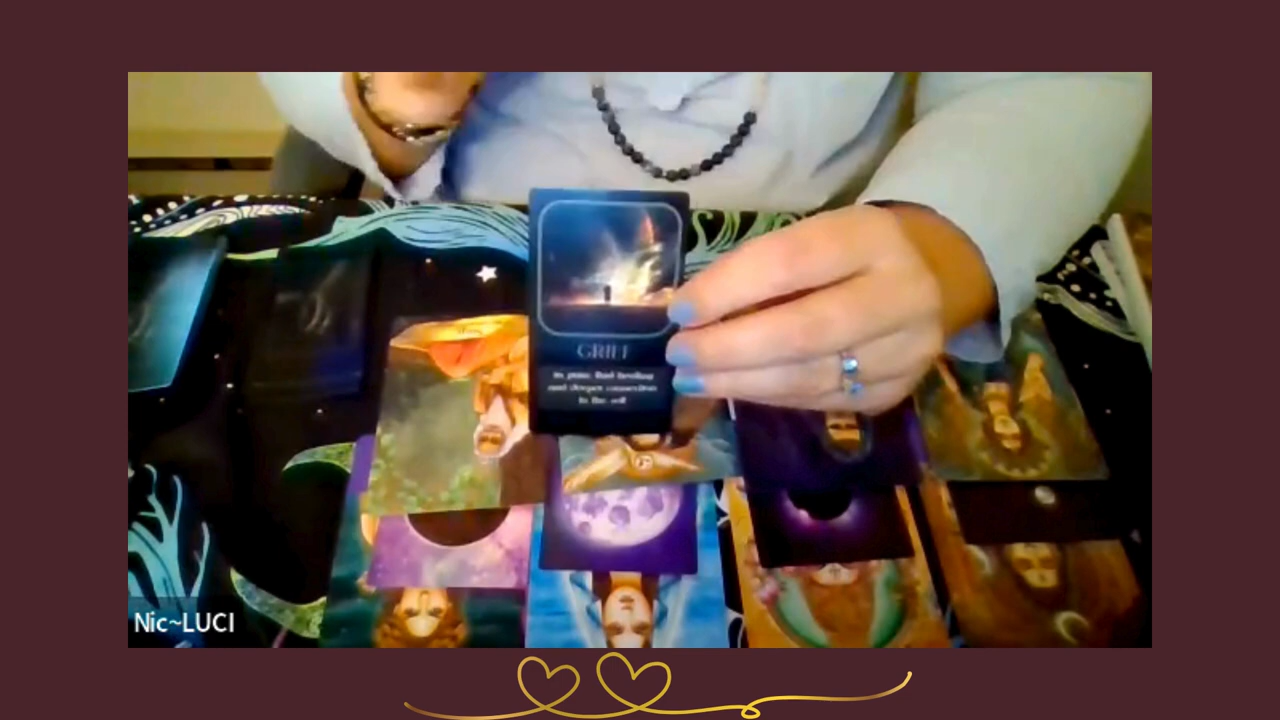 GRIEF
in pain, find healing
and deeper connection
to the self
Nic~LUCI